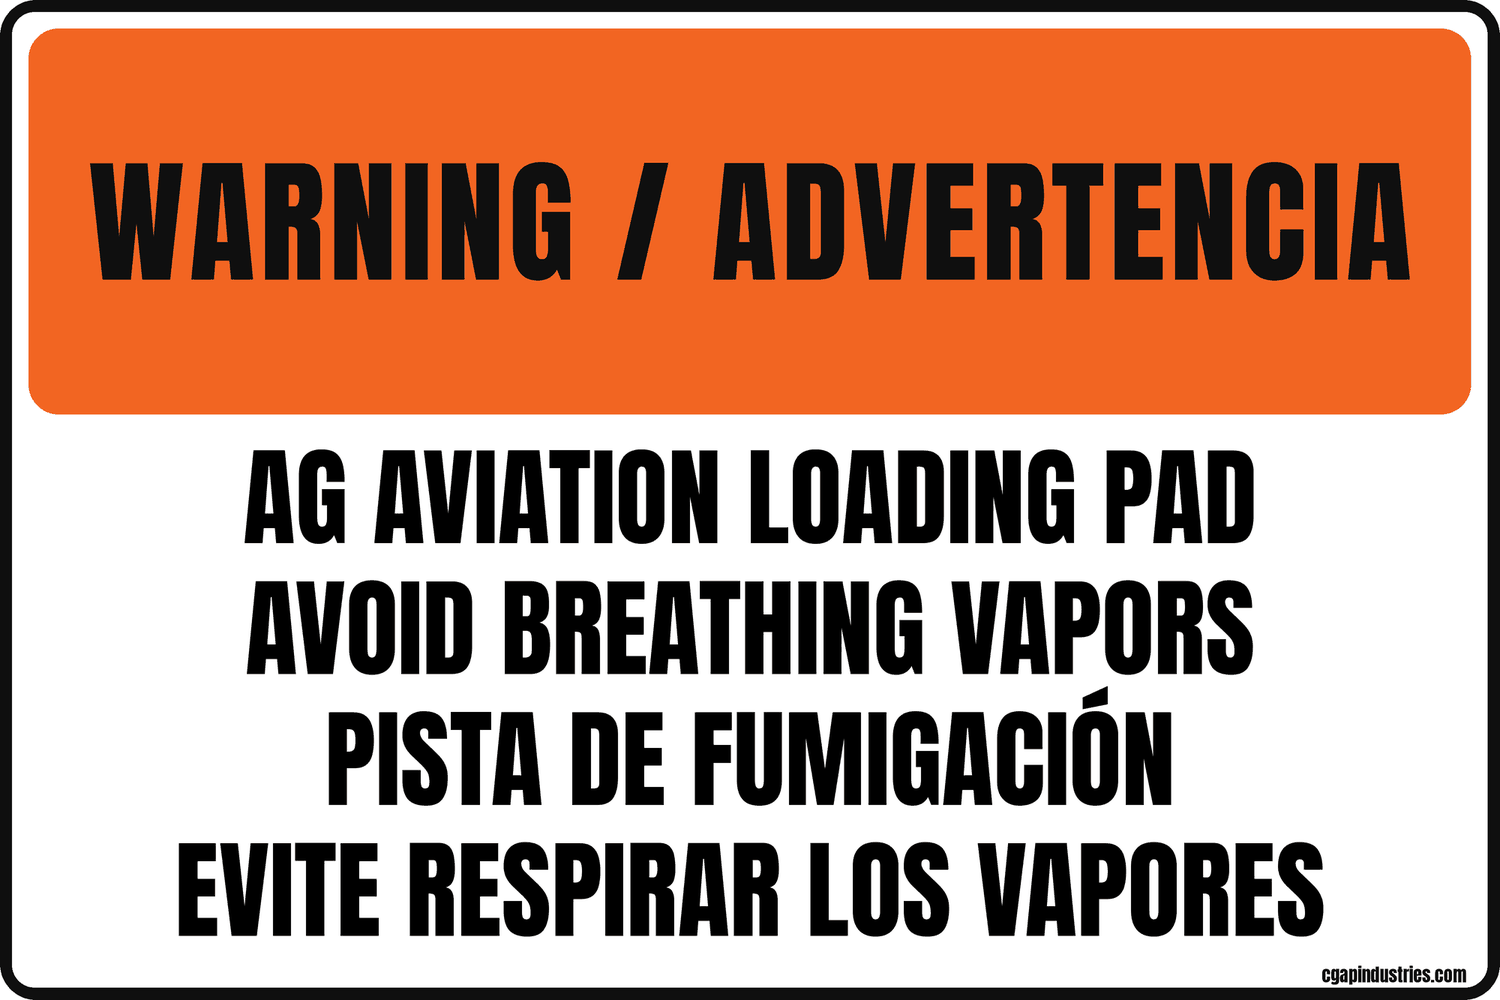 WARNING / ADVERTENCIA
AG AVIATION LOADING PAD
AVOID BREATHING VAPORS
PISTA DE FUMIGACIÓN
EVITE RESPIRAR LOS VAPORES
cgapindustries.com